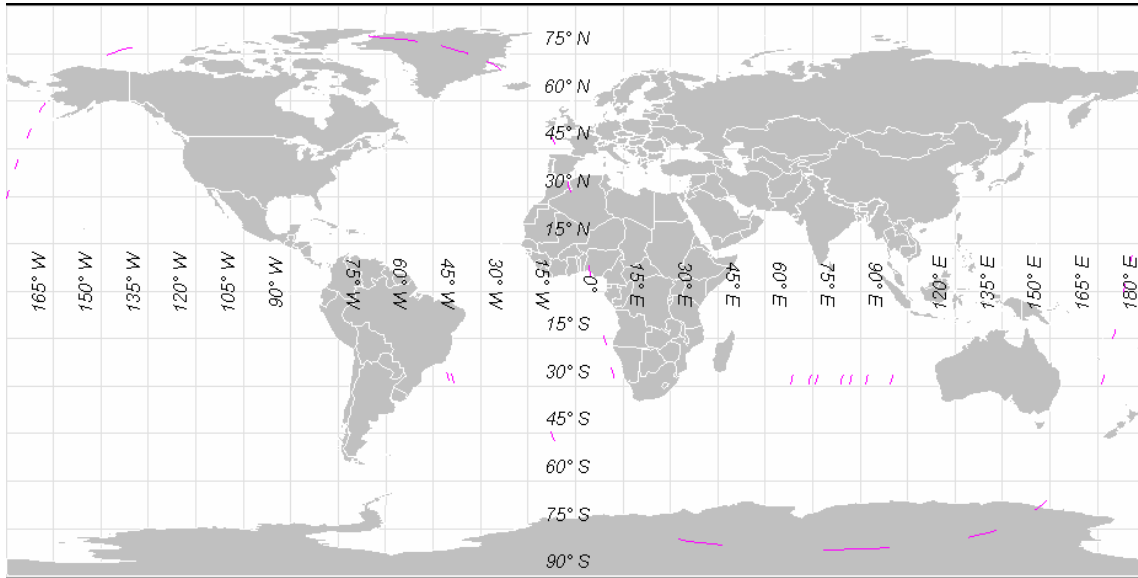 75° N
60° N
45° N
30° N
15° N
165° W
150° W
135° W
120° W
105° W
90° W
75° W
60° W
45° W
30° W
15° W
0°
15° E
30° E
45° E
60° E
75° E
90° E
120° E
135° E
150° E
165° E
180° E
15° S
30° S
45° S
60° S
75° S
90° S